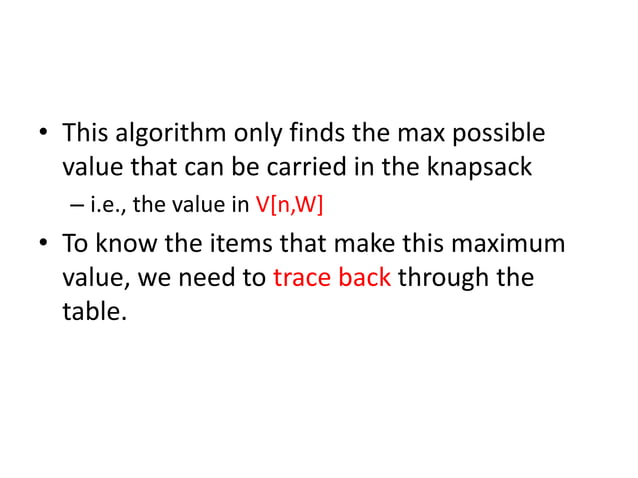 • This algorithm only finds the max possible
value that can be carried in the knapsack
– i.e., the value in V[n,W]
• To know the items that make this maximum
value, we need to trace back through the
table.